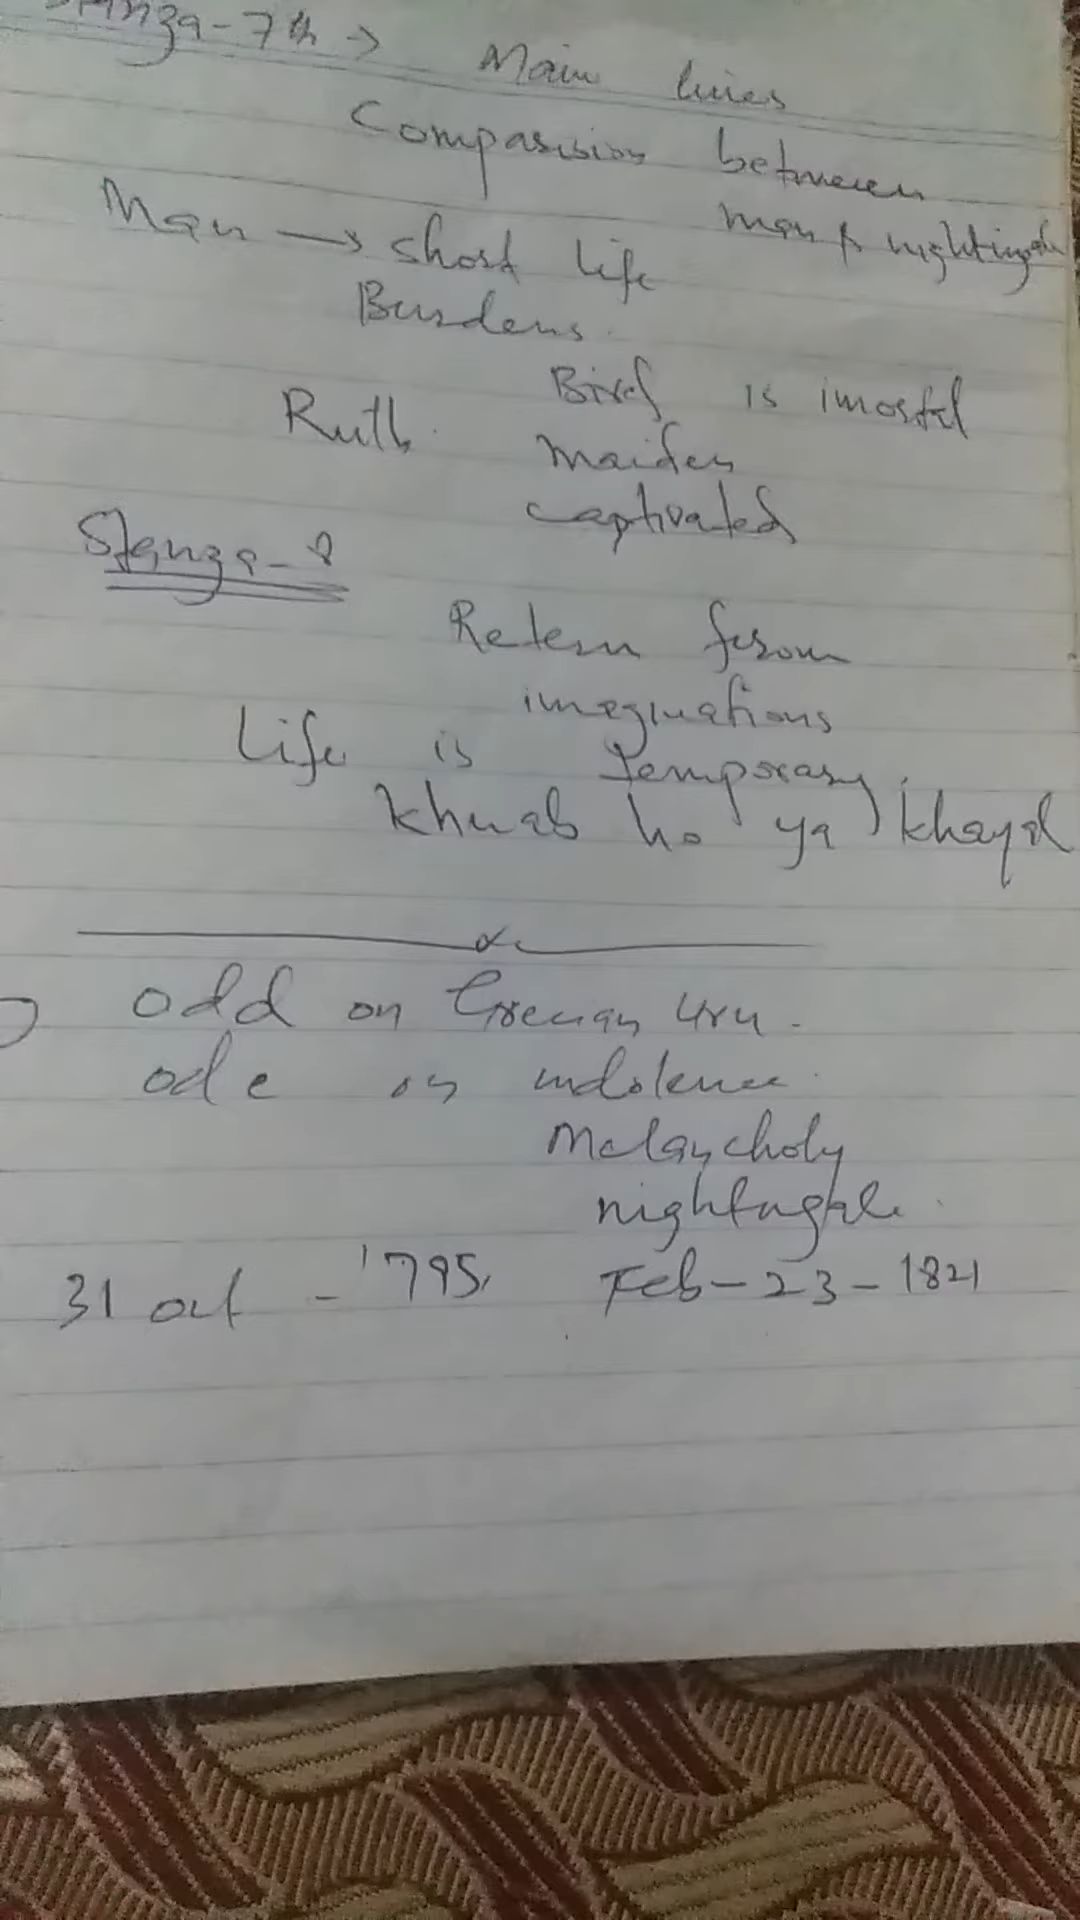 Stanza-7th → Main lines
Comparision between
man & nightingale
Man → short life
Burdens.
Bird is imortal
Ruth. maiden
captivated
Stanza-8
Retern from
imeginations
Life is temporary
khwab ho ya khayal
odd on Grecian urn.
ode on indolence.
Melancholy
nightingale.
31 oct - 1795, Feb-23-1821